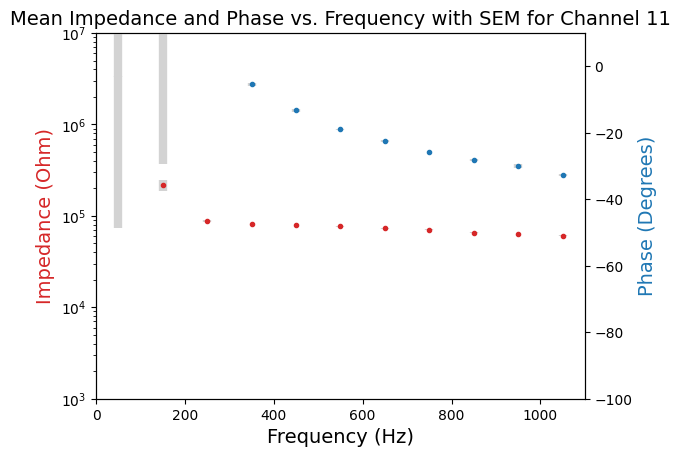 Mean Impedance and Phase vs. Frequency with SEM for Channel 11
10^7
10^6
10^5
10^4
10^3
Impedance (Ohm)
0
−20
−40
−60
−80
−100
Phase (Degrees)
0 200 400 600 800 1000
Frequency (Hz)